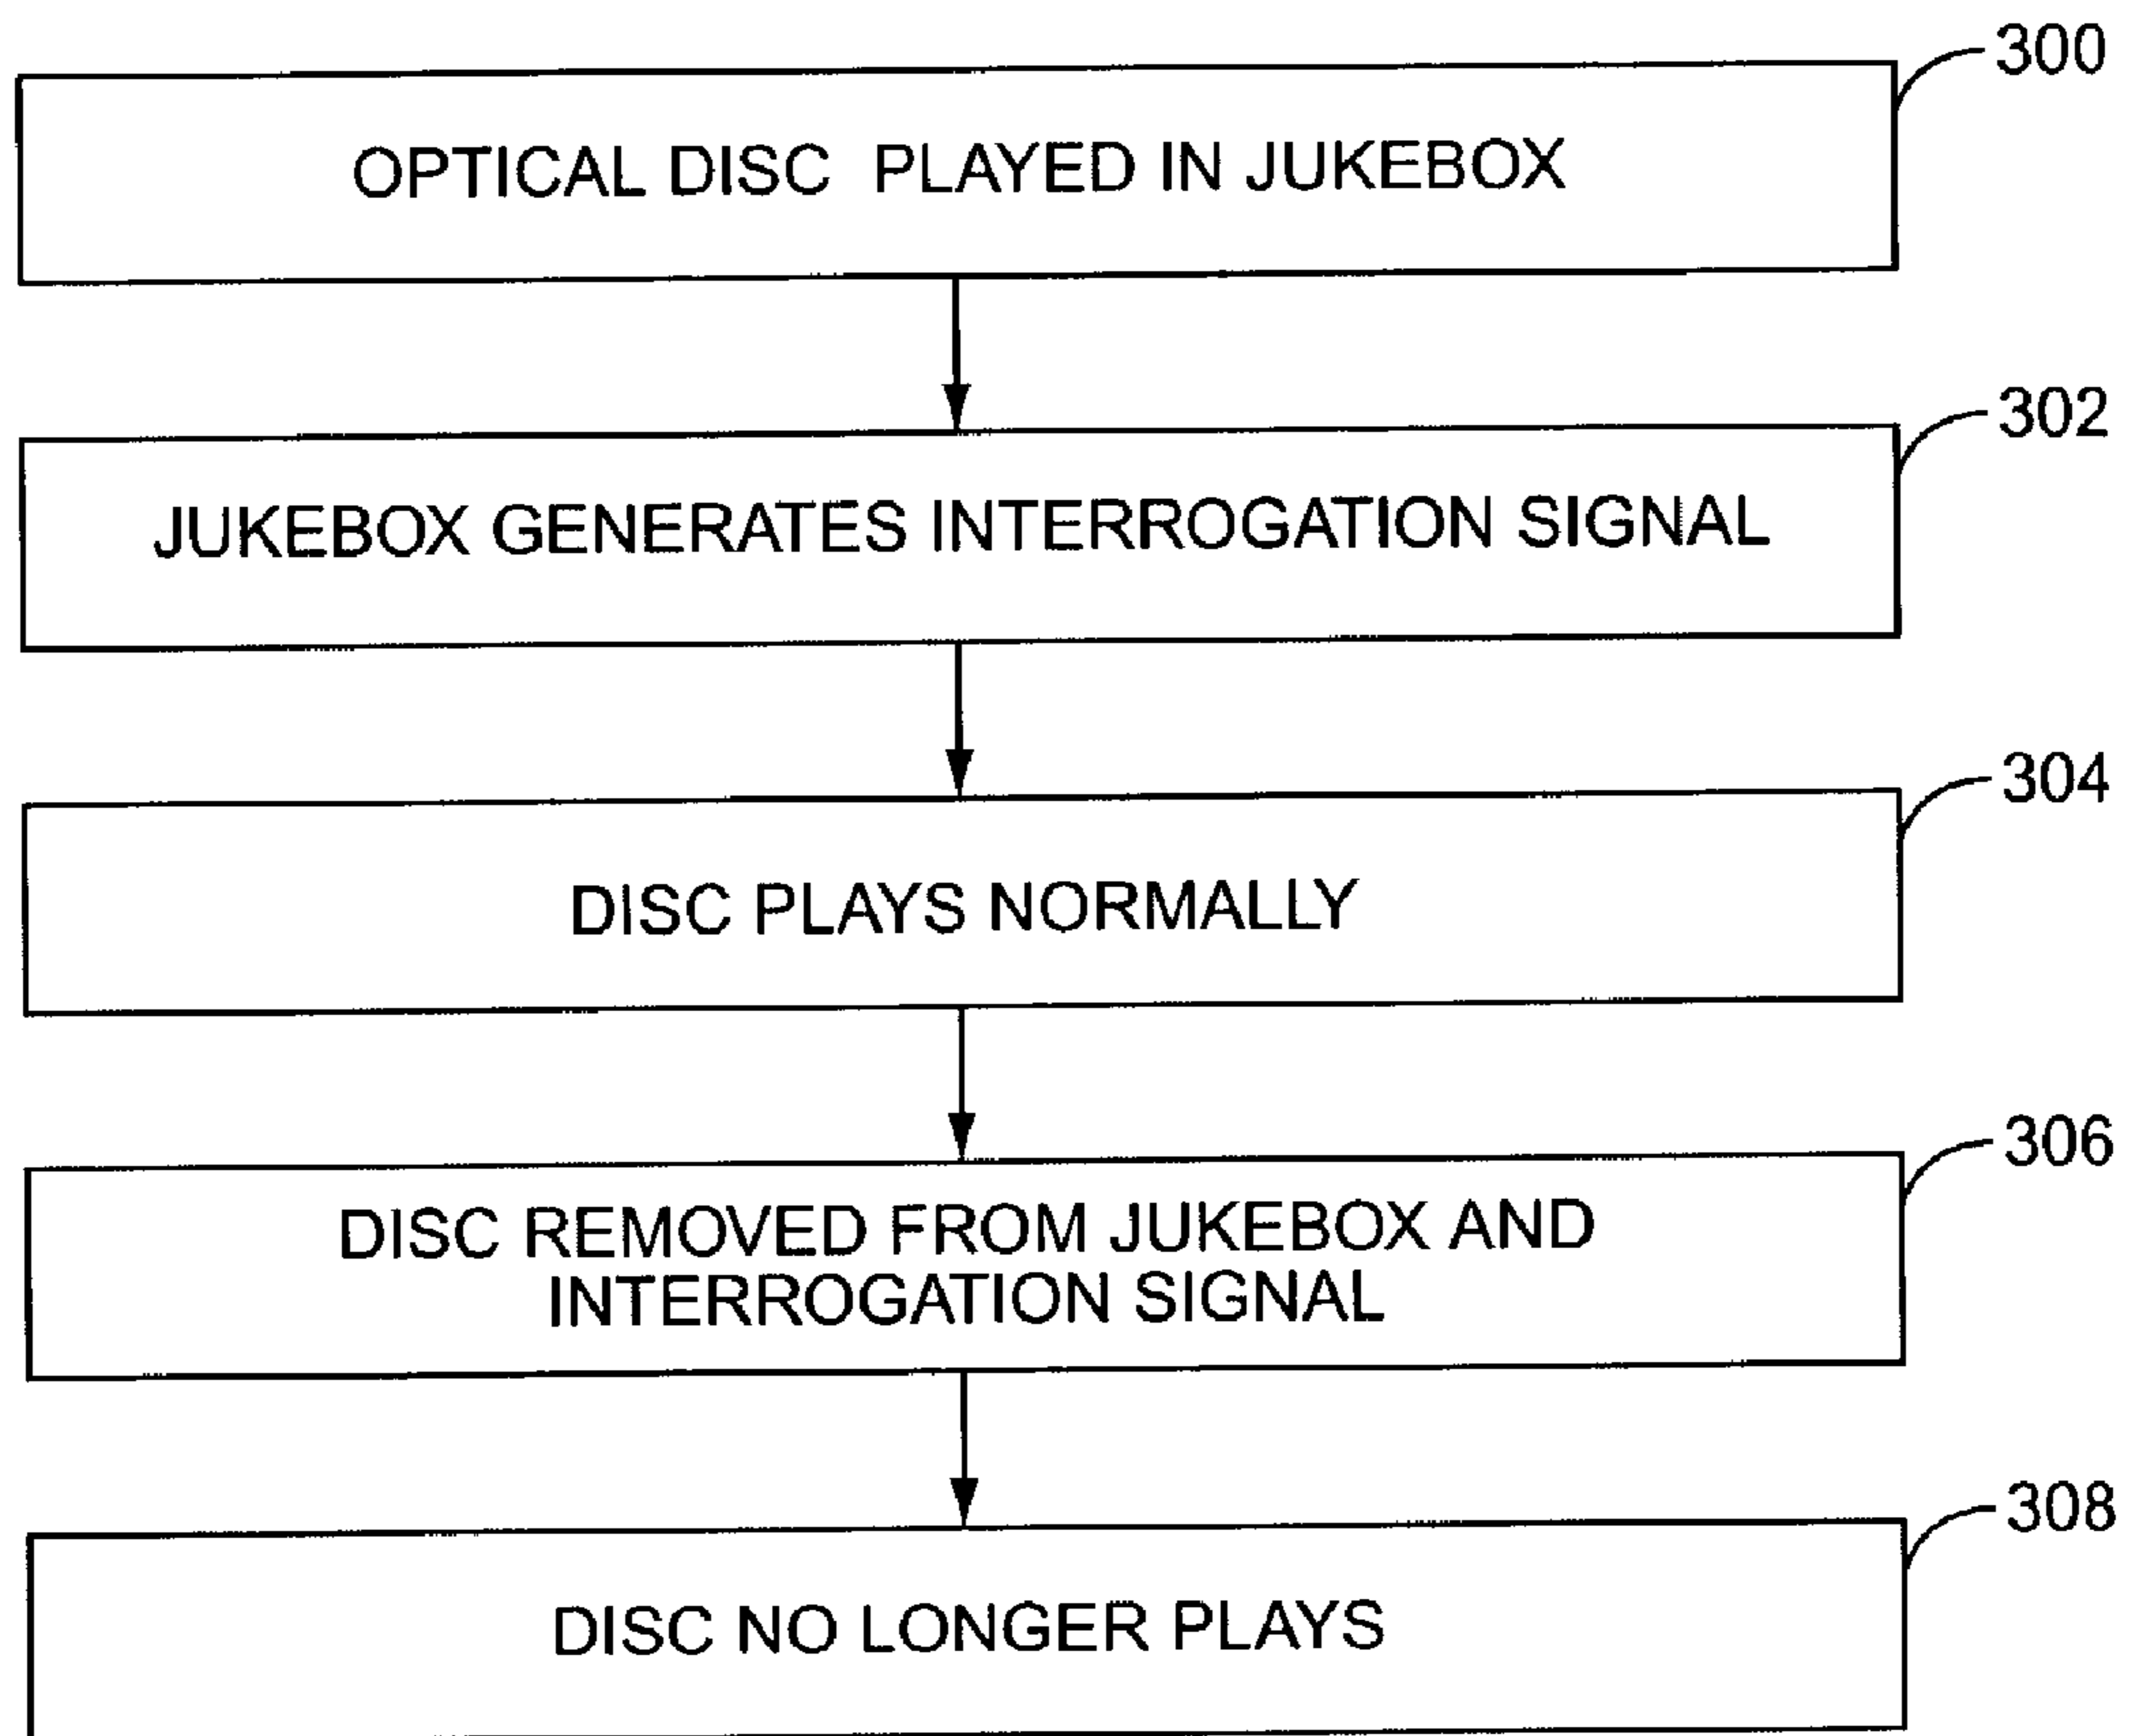 300
OPTICAL DISC PLAYED IN JUKEBOX
302
JUKEBOX GENERATES INTERROGATION SIGNAL
304
DISC PLAYS NORMALLY
306
DISC REMOVED FROM JUKEBOX AND
INTERROGATION SIGNAL
308
DISC NO LONGER PLAYS